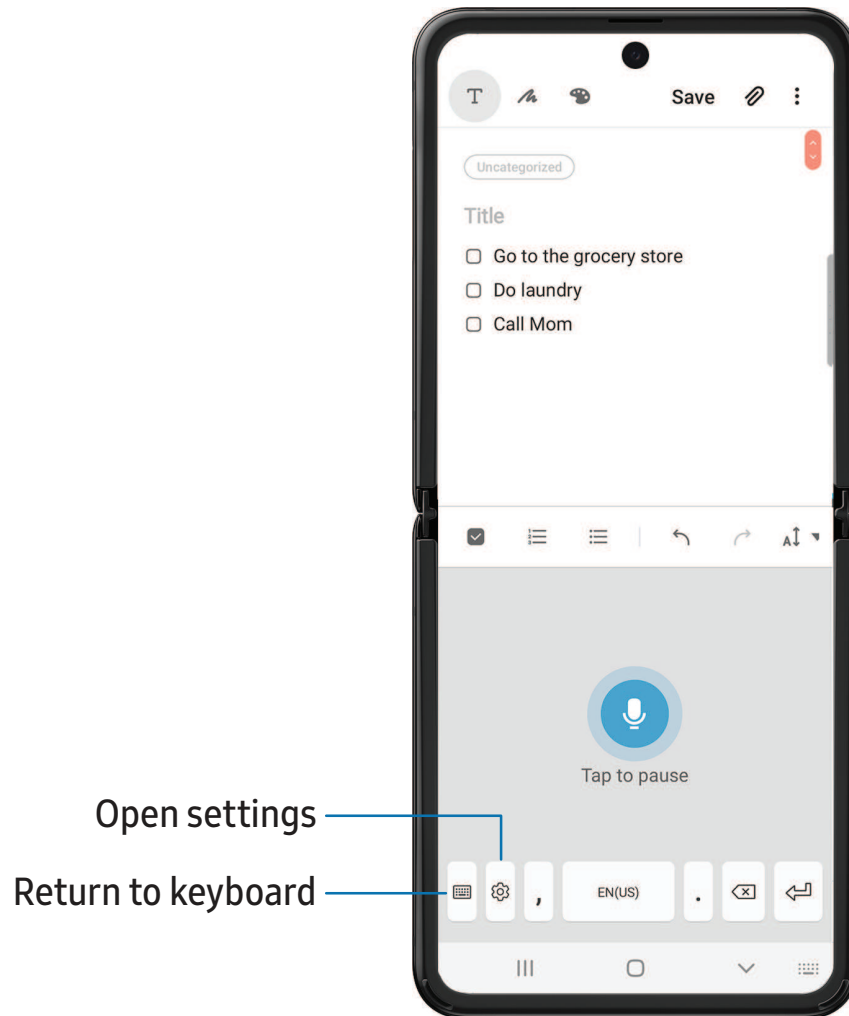 T Save
Uncategorized
Title
Go to the grocery store
Do laundry
Call Mom
A
Tap to pause
Open settings
Return to keyboard
, EN(US) .